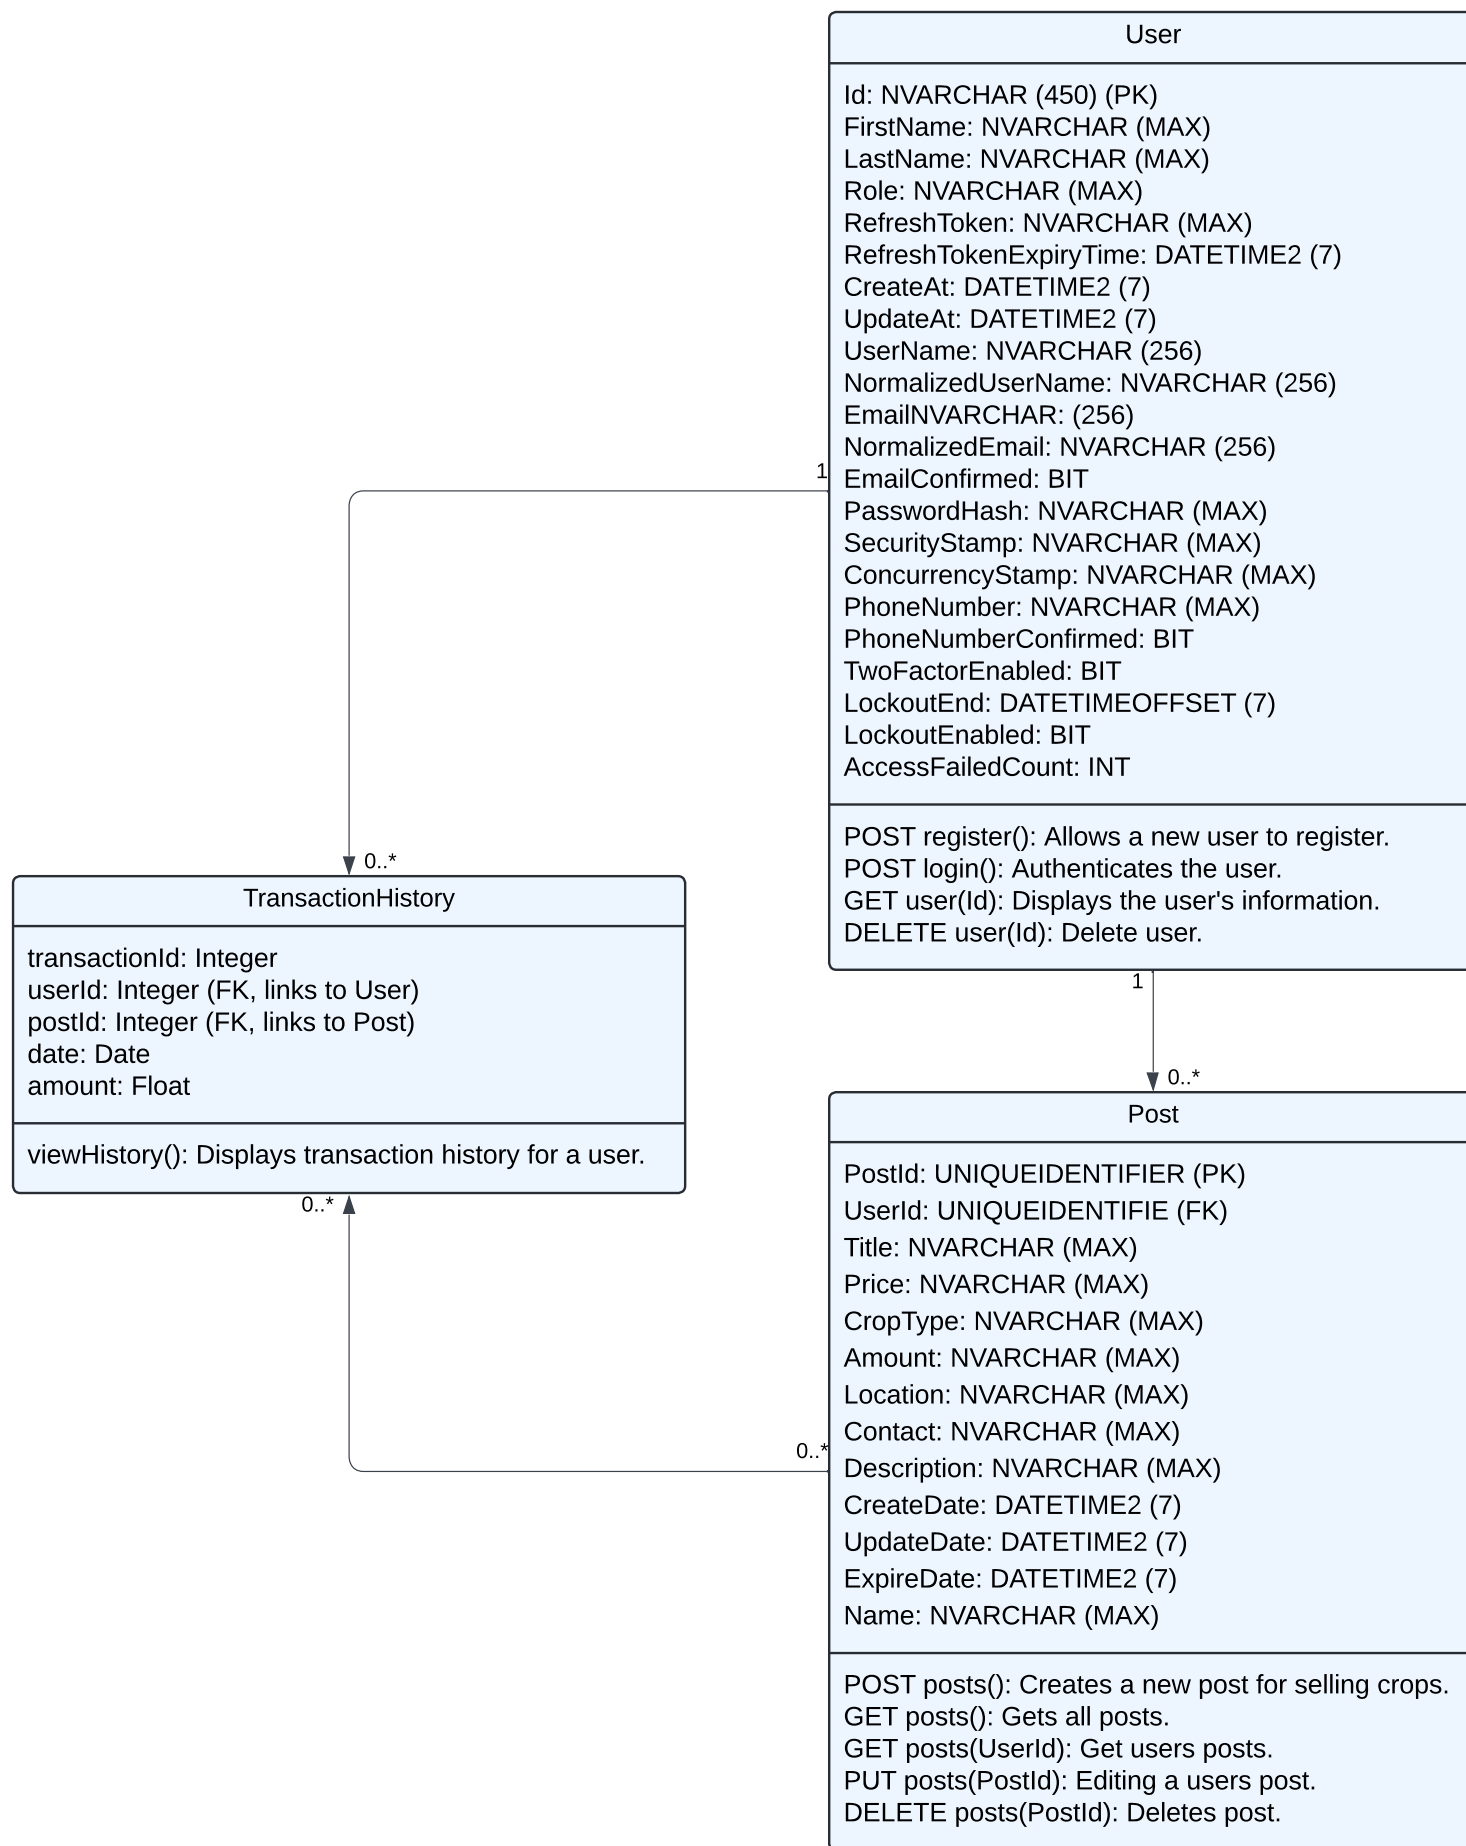 User
Id: NVARCHAR (450) (PK)
FirstName: NVARCHAR (MAX)
LastName: NVARCHAR (MAX)
Role: NVARCHAR (MAX)
RefreshToken: NVARCHAR (MAX)
RefreshTokenExpiryTime: DATETIME2 (7)
CreateAt: DATETIME2 (7)
UpdateAt: DATETIME2 (7)
UserName: NVARCHAR (256)
NormalizedUserName: NVARCHAR (256)
EmailNVARCHAR: (256)
NormalizedEmail: NVARCHAR (256)
EmailConfirmed: BIT
PasswordHash: NVARCHAR (MAX)
SecurityStamp: NVARCHAR (MAX)
ConcurrencyStamp: NVARCHAR (MAX)
PhoneNumber: NVARCHAR (MAX)
PhoneNumberConfirmed: BIT
TwoFactorEnabled: BIT
LockoutEnd: DATETIMEOFFSET (7)
LockoutEnabled: BIT
AccessFailedCount: INT
POST register(): Allows a new user to register.
POST login(): Authenticates the user.
GET user(Id): Displays the user's information.
DELETE user(Id): Delete user.
1
0..*
TransactionHistory
transactionId: Integer
userId: Integer (FK, links to User)
postId: Integer (FK, links to Post)
date: Date
amount: Float
viewHistory(): Displays transaction history for a user.
0..*
1
0..*
Post
PostId: UNIQUEIDENTIFIER (PK)
UserId: UNIQUEIDENTIFIE (FK)
Title: NVARCHAR (MAX)
Price: NVARCHAR (MAX)
CropType: NVARCHAR (MAX)
Amount: NVARCHAR (MAX)
Location: NVARCHAR (MAX)
Contact: NVARCHAR (MAX)
Description: NVARCHAR (MAX)
CreateDate: DATETIME2 (7)
UpdateDate: DATETIME2 (7)
ExpireDate: DATETIME2 (7)
Name: NVARCHAR (MAX)
0..*
POST posts(): Creates a new post for selling crops.
GET posts(): Gets all posts.
GET posts(UserId): Get users posts.
PUT posts(PostId): Editing a users post.
DELETE posts(PostId): Deletes post.